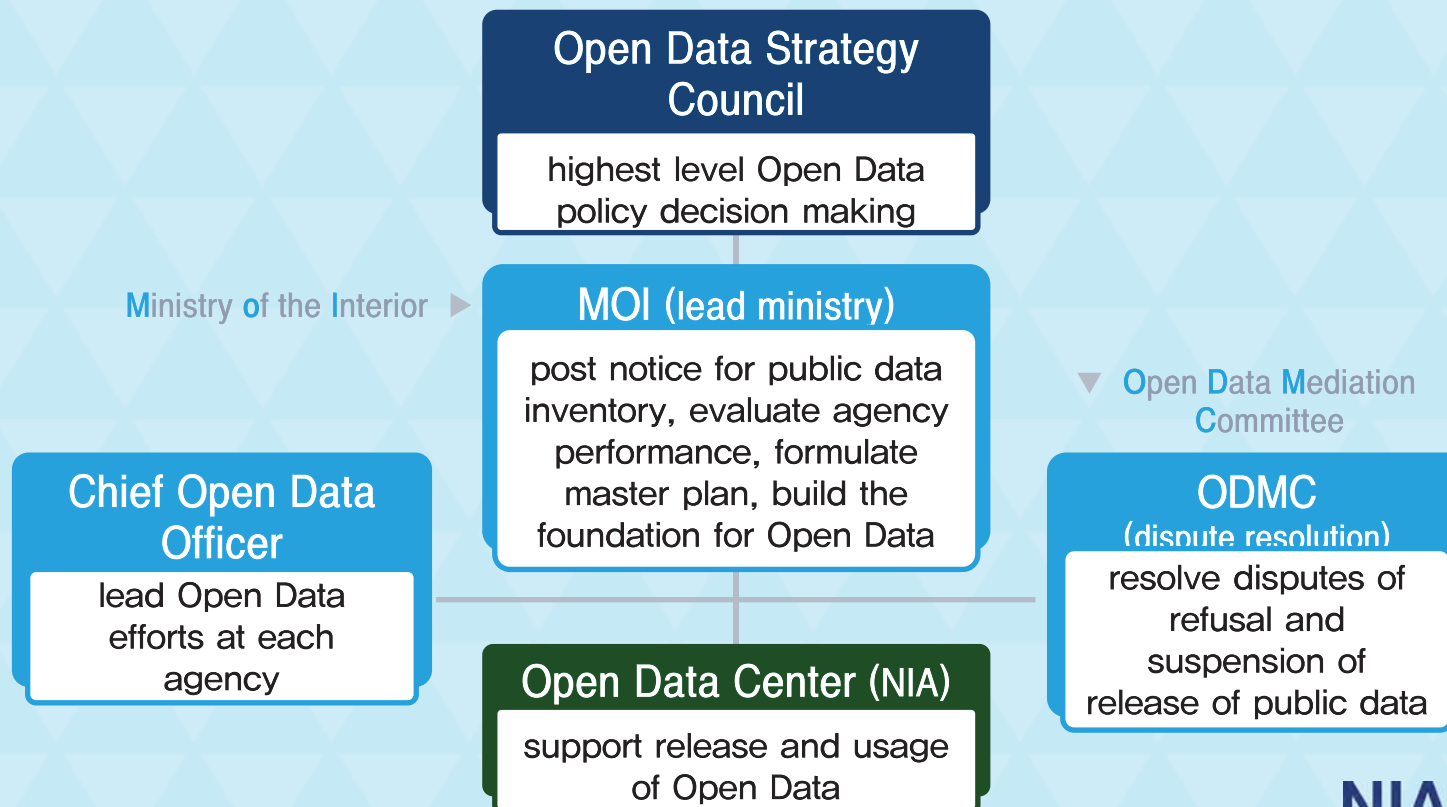 Open Data Strategy
Council
highest level Open Data
policy decision making
Ministry of the Interior
MOI (lead ministry)
post notice for public data
inventory, evaluate agency
performance, formulate
master plan, build the
foundation for Open Data
Open Data Mediation
Committee
Chief Open Data
Officer
lead Open Data
efforts at each
agency
ODMC
(dispute resolution)
resolve disputes of
refusal and
suspension of
release of public data
Open Data Center (NIA)
support release and usage
of Open Data
NIA